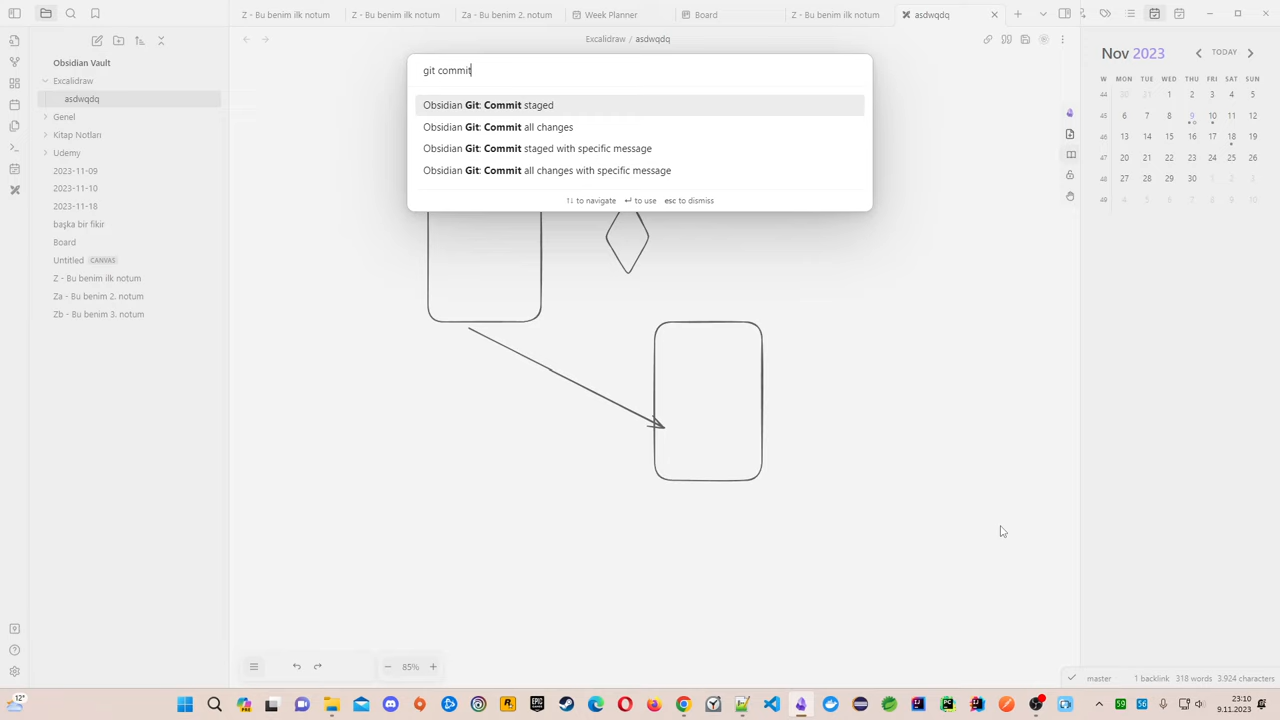 Z - Bu benim ilk notum
Z - Bu benim ilk notum
Za - Bu benim 2. notum
Week Planner
Board
Z - Bu benim ilk notum
asdwqdq
Excalidraw / asdwqdq
Obsidian Vault
Excalidraw
asdwqdq
Genel
Kitap Notları
Udemy
2023-11-09
2023-11-10
2023-11-18
başka bir fikir
Board
Untitled CANVAS
Z - Bu benim ilk notum
Za - Bu benim 2. notum
Zb - Bu benim 3. notum
git commit
Obsidian Git: Commit staged
Obsidian Git: Commit all changes
Obsidian Git: Commit staged with specific message
Obsidian Git: Commit all changes with specific message
↑↓ to navigate ↵ to use esc to dismiss
Nov 2023 TODAY
W MON TUE WED THU FRI SAT SUN
44 30 31 1 2 3 4 5
45 6 7 8 9 10 11 12
46 13 14 15 16 17 18 19
47 20 21 22 23 24 25 26
48 27 28 29 30 1 2 3
49 4 5 6 7 8 9 10
85%
master 1 backlink 318 words 3.924 characters
12°
59 56
23:10
9.11.2023